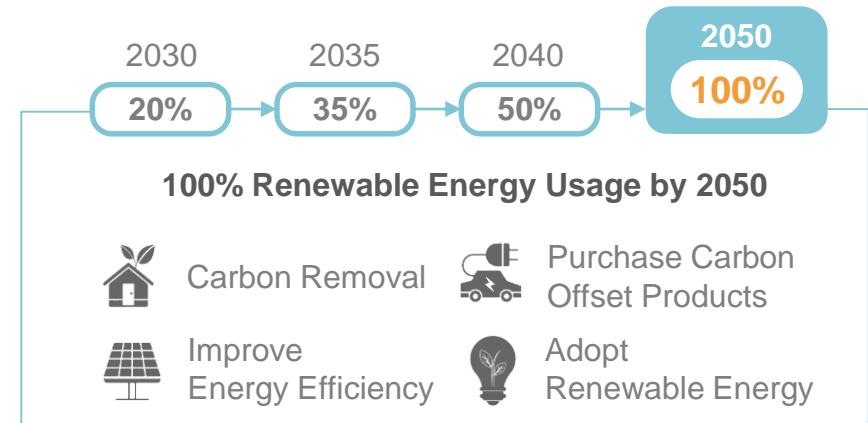 2030 2035 2040 2050
20% 35% 50% 100%
100% Renewable Energy Usage by 2050
Carbon Removal
Purchase Carbon
Offset Products
Improve
Energy Efficiency
Adopt
Renewable Energy